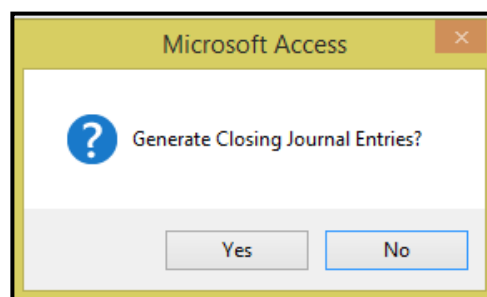 Microsoft Access
Generate Closing Journal Entries?
Yes
No